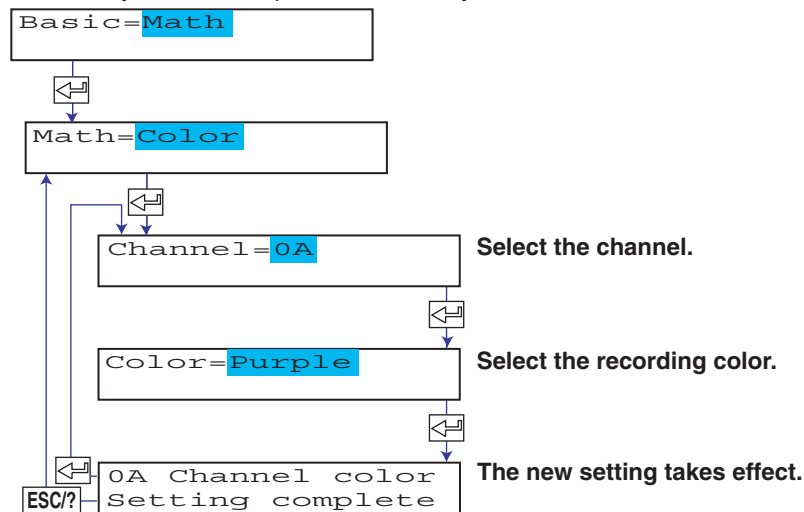 Basic=Math
Math=Color
Channel=0A
Select the channel.
Color=Purple
Select the recording color.
0A Channel color
Setting complete
The new setting takes effect.
ESC/?